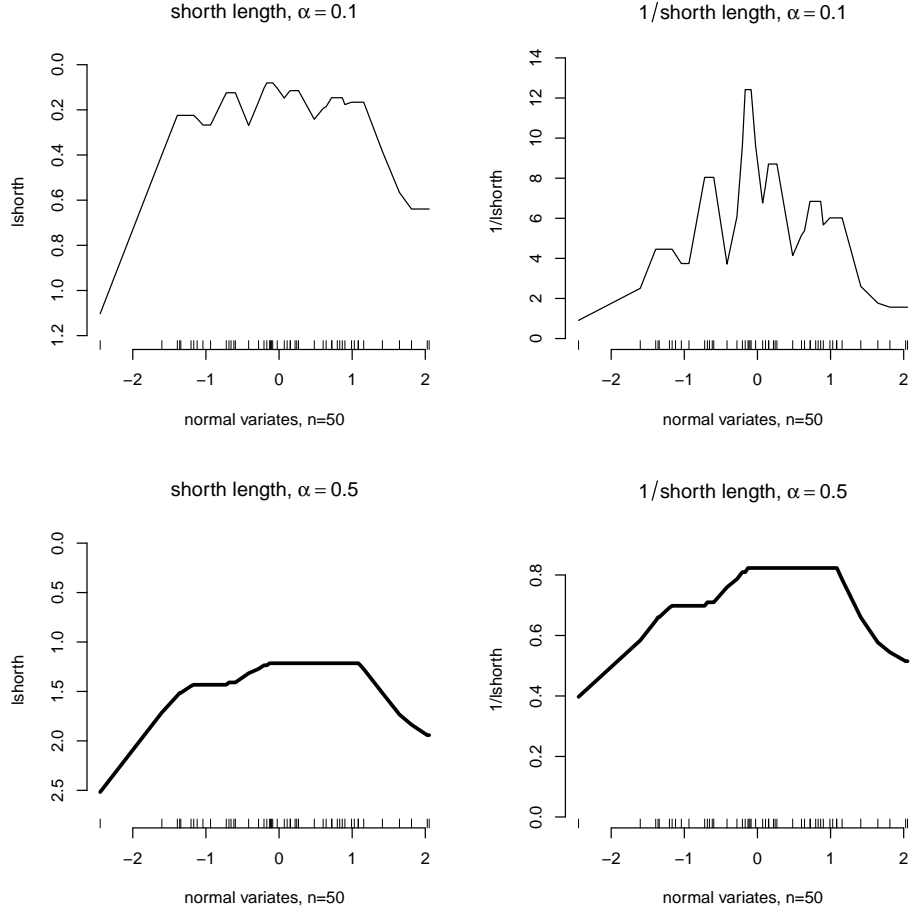 shorth length, α = 0.1
lshorth
0.0
0.2
0.4
0.6
0.8
1.0
1.2
−2 −1 0 1 2
normal variates, n=50
1/shorth length, α = 0.1
1/lshorth
14
12
10
8
6
4
2
0
−2 −1 0 1 2
normal variates, n=50
shorth length, α = 0.5
lshorth
0.0
0.5
1.0
1.5
2.0
2.5
−2 −1 0 1 2
normal variates, n=50
1/shorth length, α = 0.5
1/lshorth
0.8
0.6
0.4
0.2
0.0
−2 −1 0 1 2
normal variates, n=50